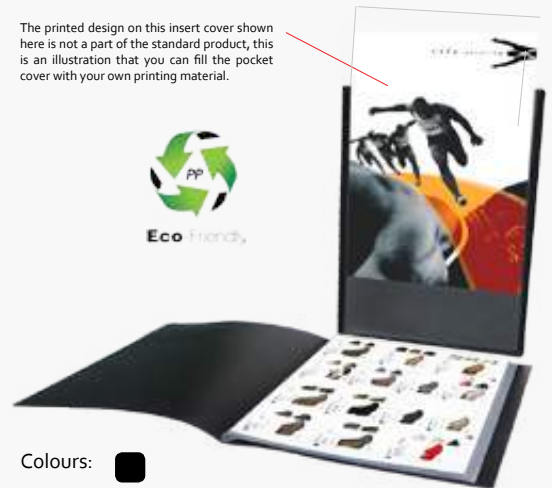 The printed design on this insert cover shown
here is not a part of the standard product, this
is an illustration that you can fill the pocket
cover with your own printing material.
PP
Eco Friendly
Colours: